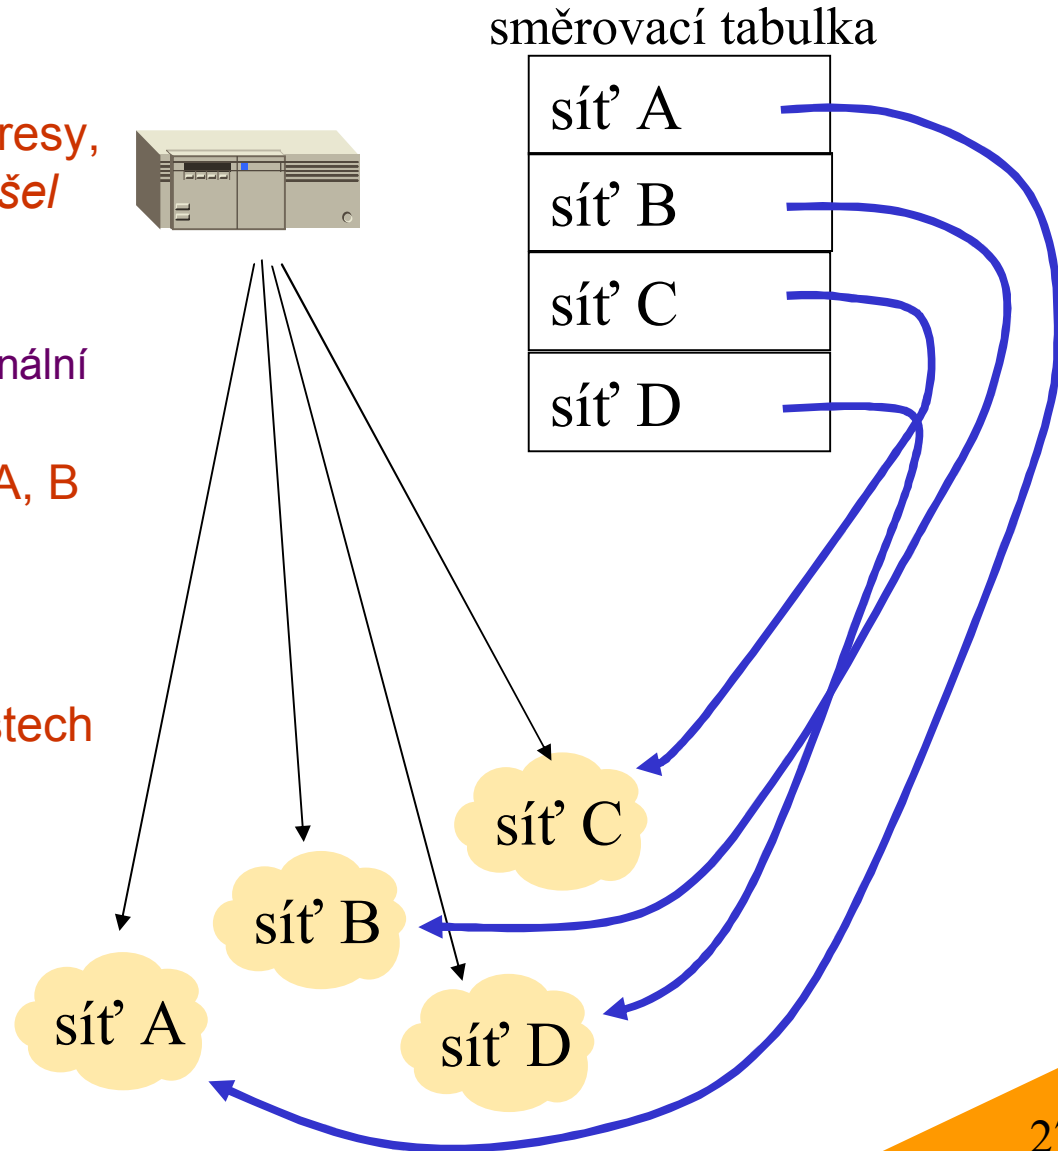 směrovací tabulka
resy,
šel
nální
A, B
stech
síť A
síť B
síť C
síť D
síť C
síť B
síť D
síť A